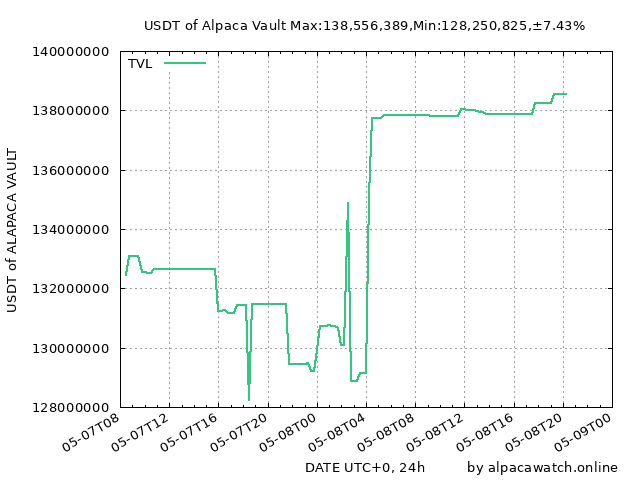 USDT of Alpaca Vault Max:138,556,389,Min:128,250,825,±7.43%
TVL
140000000
138000000
136000000
134000000
132000000
130000000
128000000
USDT of ALAPACA VAULT
05-07T08
05-07T12
05-07T16
05-07T20
05-08T00
05-08T04
05-08T08
05-08T12
05-08T16
05-08T20
05-09T00
DATE UTC+0, 24h
by alpacawatch.online